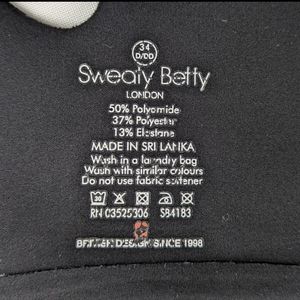 34
D/DD
Sweaty Betty
LONDON
50% Polyamide
37% Polyester
13% Elastane
MADE IN SRI LANKA
Wash in a laundry bag
Wash with similar colours
Do not use fabric softener
RN 03525306 SB4183
BRITISH DESIGN SINCE 1998